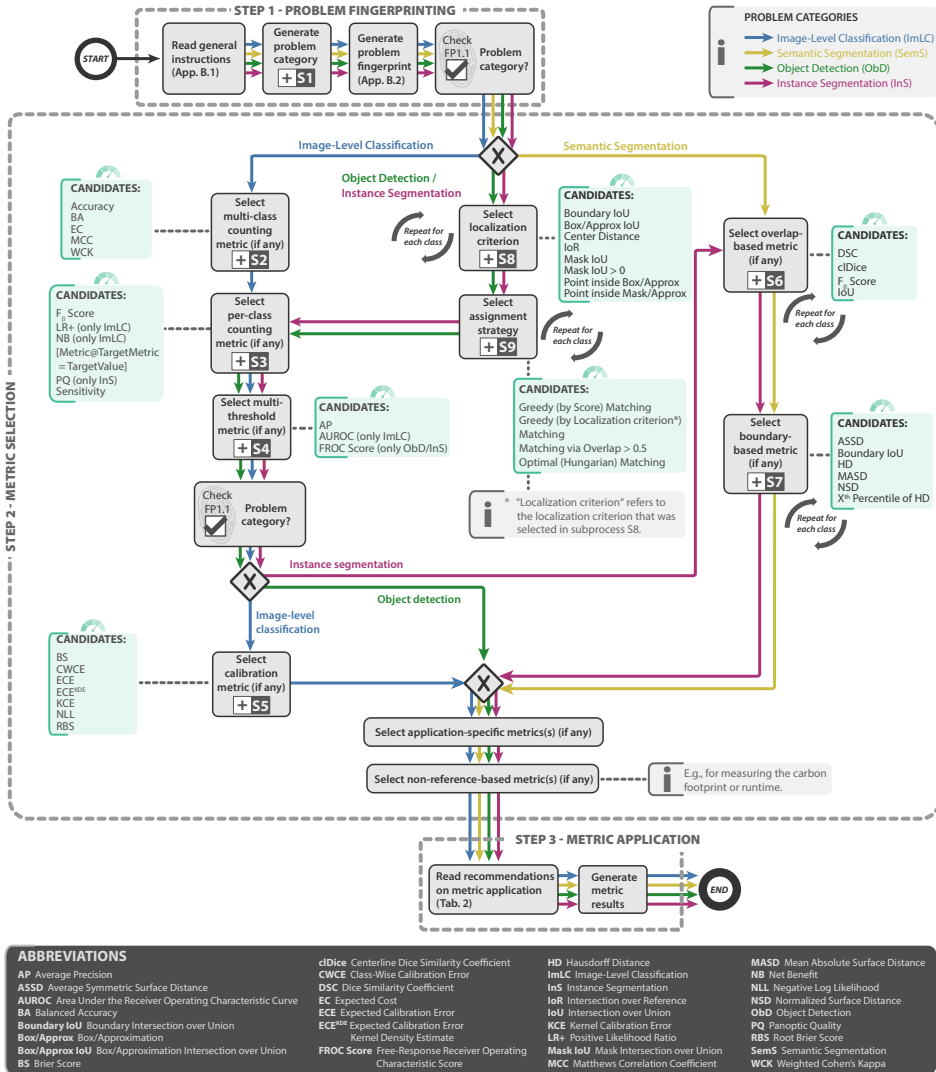 STEP 1 - PROBLEM FINGERPRINTING
START
Read general
instructions
(App. B.1)
Generate
problem
category
+ S1
Generate
problem
fingerprint
(App. B.2)
Check
FP1.1
Problem
category?
i
PROBLEM CATEGORIES
Image-Level Classification (ImLC)
Semantic Segmentation (SemS)
Object Detection (ObD)
Instance Segmentation (InS)
STEP 2 - METRIC SELECTION
X
Image-Level Classification
Semantic Segmentation
Object Detection /
Instance Segmentation
CANDIDATES:
Accuracy
BA
EC
MCC
WCK
Select
multi-class
counting
metric (if any)
+ S2
Repeat for
each class
Select
localization
criterion
+ S8
CANDIDATES:
Boundary IoU
Box/Approx IoU
Center Distance
IoR
Mask IoU
Mask IoU > 0
Point inside Box/Approx
Point inside Mask/Approx
Select overlap-
based metric
(if any)
+ S6
CANDIDATES:
DSC
clDice
Fβ Score
IoU
Repeat for
each class
CANDIDATES:
Fβ Score
LR+ (only ImLC)
NB (only ImLC)
[Metric@TargetMetric
=TargetValue]
PQ (only InS)
Sensitivity
Select
per-class
counting
metric (if any)
+ S3
Select
assignment
strategy
+ S9
Repeat for
each class
Select multi-
threshold
metric (if any)
+ S4
CANDIDATES:
AP
AUROC (only ImLC)
FROC Score (only ObD/InS)
CANDIDATES:
Greedy (by Score) Matching
Greedy (by Localization criterion*)
Matching
Matching via Overlap > 0.5
Optimal (Hungarian) Matching
Select
boundary-
based metric
(if any)
+ S7
CANDIDATES:
ASSD
Boundary IoU
HD
MASD
NSD
Xth Percentile of HD
Repeat for
each class
Check
FP1.1
Problem
category?
i
* "Localization criterion" refers to
the localization criterion that was
selected in subprocess S8.
X
Instance segmentation
Object detection
Image-level
classification
CANDIDATES:
BS
CWCE
ECE
ECEKDE
KCE
NLL
RBS
Select
calibration
metric (if any)
+ S5
X
Select application-specific metrics(s) (if any)
Select non-reference-based metric(s) (if any)
i
E.g., for measuring the carbon
footprint or runtime.
STEP 3 - METRIC APPLICATION
Read recommendations
on metric application
(Tab. 2)
Generate
metric
results
END
ABBREVIATIONS
AP Average Precision
ASSD Average Symmetric Surface Distance
AUROC Area Under the Receiver Operating Characteristic Curve
BA Balanced Accuracy
Boundary IoU Boundary Intersection over Union
Box/Approx Box/Approximation
Box/Approx IoU Box/Approximation Intersection over Union
BS Brier Score
clDice Centerline Dice Similarity Coefficient
CWCE Class-Wise Calibration Error
DSC Dice Similarity Coefficient
EC Expected Cost
ECE Expected Calibration Error
ECEKDE Expected Calibration Error
Kernel Density Estimate
FROC Score Free-Response Receiver Operating
Characteristic Score
HD Hausdorff Distance
ImLC Image-Level Classification
InS Instance Segmentation
IoR Intersection over Reference
IoU Intersection over Union
KCE Kernel Calibration Error
LR+ Positive Likelihood Ratio
Mask IoU Mask Intersection over Union
MCC Matthews Correlation Coefficient
MASD Mean Absolute Surface Distance
NB Net Benefit
NLL Negative Log Likelihood
NSD Normalized Surface Distance
ObD Object Detection
PQ Panoptic Quality
RBS Root Brier Score
SemS Semantic Segmentation
WCK Weighted Cohen's Kappa